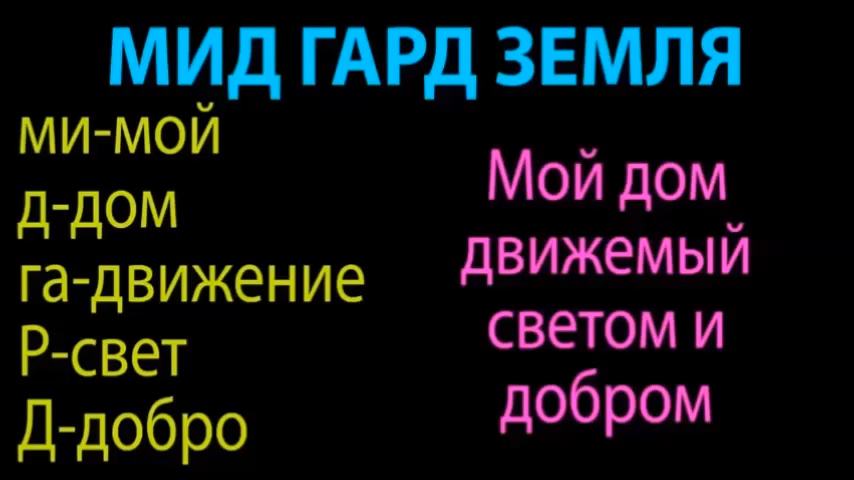 МИД ГАРД ЗЕМЛЯ
ми-мой
д-дом
га-движение
Р-свет
Д-добро
Мой дом
движемый
светом и
добром